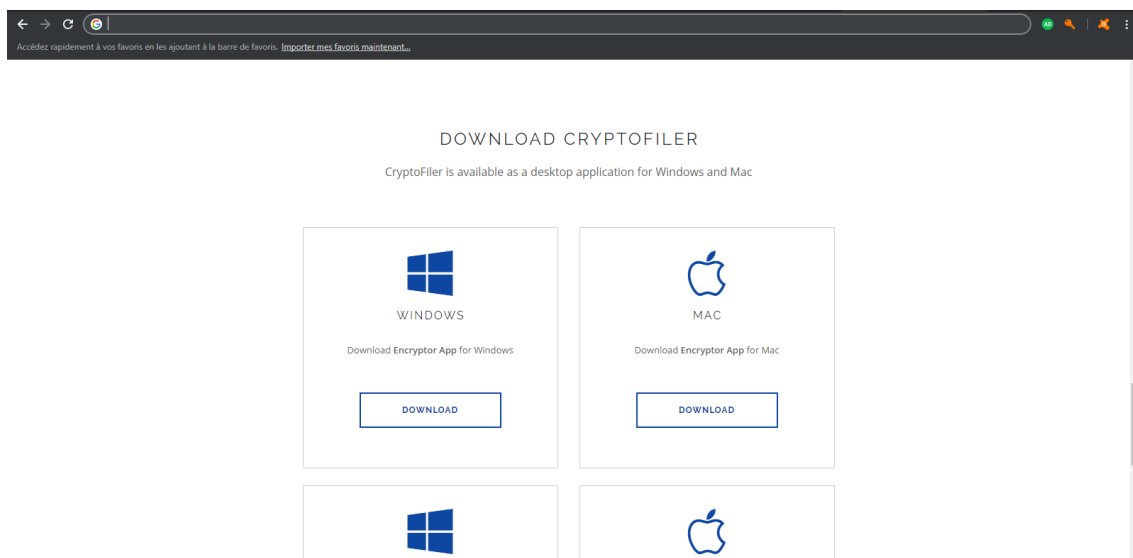 Accédez rapidement à vos favoris en les ajoutant à la barre de favoris. Importer mes favoris maintenant...
AD
DOWNLOAD CRYPTOFILER
CryptoFiler is available as a desktop application for Windows and Mac
WINDOWS
MAC
Download Encryptor App for Windows
Download Encryptor App for Mac
DOWNLOAD
DOWNLOAD